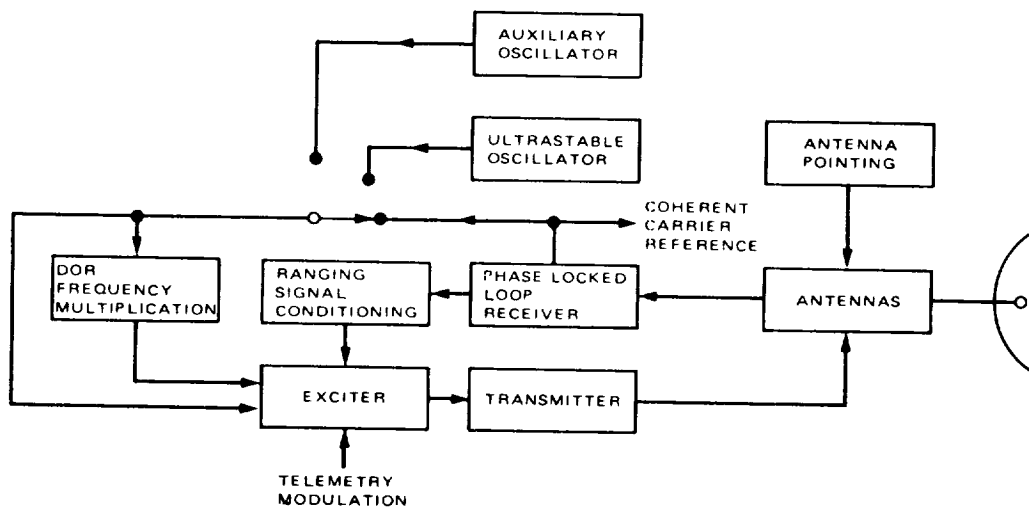 AUXILIARY
OSCILLATOR
ULTRASTABLE
OSCILLATOR
ANTENNA
POINTING
COHERENT
CARRIER
REFERENCE
DOR
FREQUENCY
MULTIPLICATION
RANGING
SIGNAL
CONDITIONING
PHASE LOCKED
LOOP
RECEIVER
ANTENNAS
EXCITER
TRANSMITTER
TELEMETRY
MODULATION